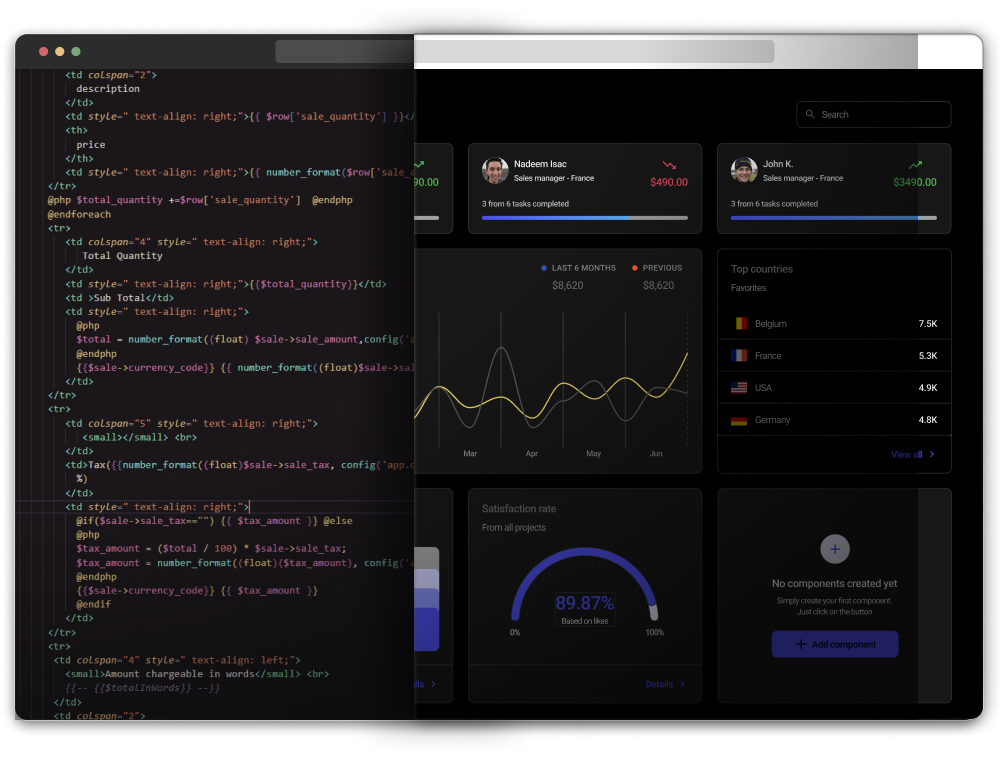 <td colspan="2">
description
</td>
<td style=" text-align: right;">{{ $row['sale_quantity'] }}</
<th>
price
</th>
<td style=" text-align: right;">{{ number_format($row['sale_a
</tr>
@php $total_quantity +=$row['sale_quantity']  @endphp
@endforeach
<tr>
<td colspan="4" style=" text-align: right;">
Total Quantity
</td>
<td style=" text-align: right;">{{$total_quantity}}</td>
<td >Sub Total</td>
<td style=" text-align: right;">
@php
$total = number_format((float) $sale->sale_amount,config('a
@endphp
{{$sale->currency_code}} {{ number_format((float)$sale->sal
</td>
</tr>
<tr>
<td colspan="5" style=" text-align: right;">
<small></small> <br>
</td>
<td>Tax({{number_format((float)$sale->sale_tax, config('app.d
%)
</td>
<td style=" text-align: right;">
@if($sale->sale_tax=="") {{ $tax_amount }} @else
@php
$tax_amount = ($total / 100) * $sale->sale_tax;
$tax_amount = number_format((float)($tax_amount), config('a
@endphp
{{$sale->currency_code}} {{ $tax_amount }}
@endif
</td>
</tr>
<tr>
<td colspan="4" style=" text-align: left;">
<small>Amount chargeable in words</small> <br>
{{-- {{$totalInWords}} --}}
</td>
<td colspan="2">
Search
90.00
Nadeem Isac
Sales manager - France
$490.00
3 from 6 tasks completed
John K.
Sales manager - France
$3490.00
3 from 6 tasks completed
LAST 6 MONTHS
$8,620
PREVIOUS
$8,620
Mar Apr May Jun
Top countries
Favorites
Belgium 7.5K
France 5.3K
USA 4.9K
Germany 4.8K
View all
ils
Satisfaction rate
From all projects
89.87%
Based on likes
0% 100%
Details
No components created yet
Simply create your first component.
Just click on the button
Add component